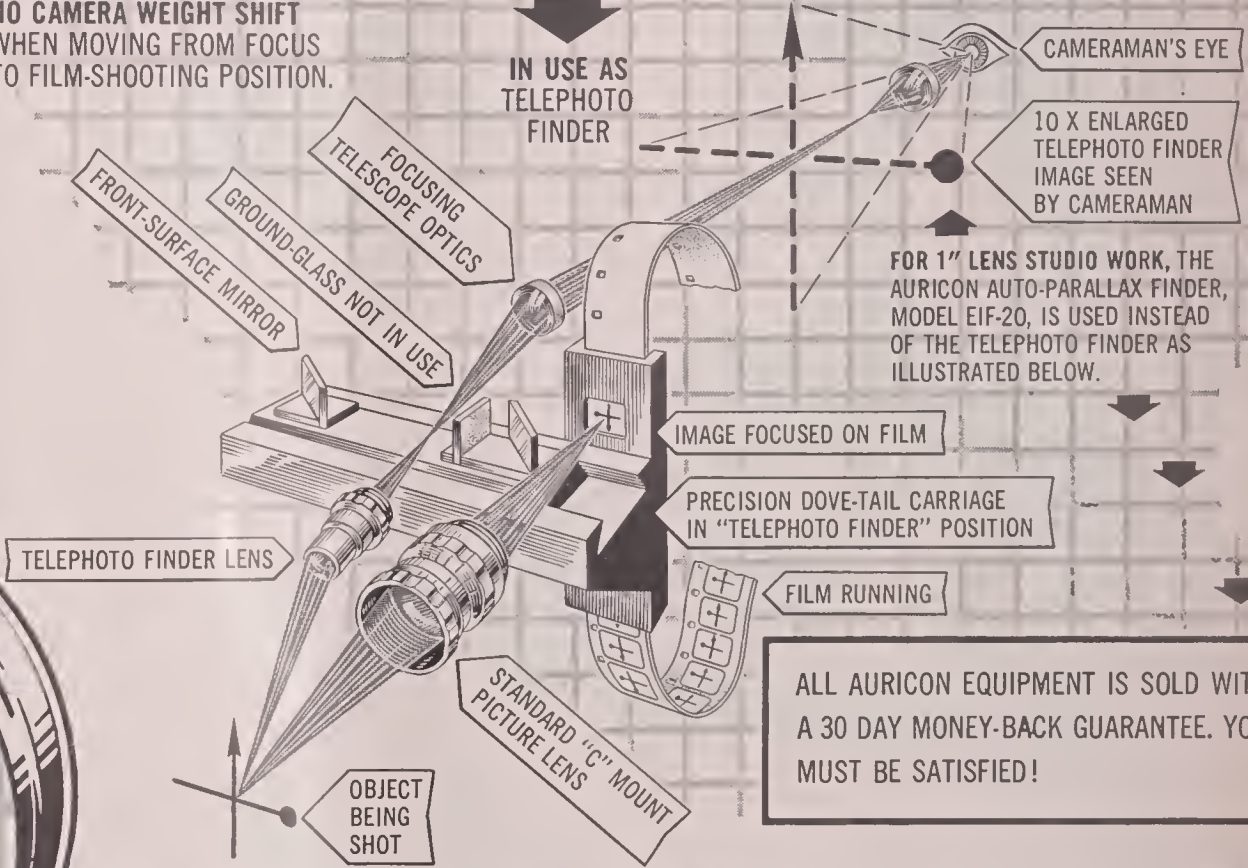 CAMERA WEIGHT SHIFT
WHEN MOVING FROM FOCUS
TO FILM-SHOOTING POSITION.
IN USE AS
TELEPHOTO
FINDER
CAMERAMAN'S EYE
10 X ENLARGED
TELEPHOTO FINDER
IMAGE SEEN
BY CAMERAMAN
FOCUSING
TELESCOPE OPTICS
GROUND-GLASS NOT IN USE
FRONT-SURFACE MIRROR
FOR 1" LENS STUDIO WORK, THE
AURICON AUTO-PARALLAX FINDER,
MODEL EIF-20, IS USED INSTEAD
OF THE TELEPHOTO FINDER AS
ILLUSTRATED BELOW.
IMAGE FOCUSED ON FILM
PRECISION DOVE-TAIL CARRIAGE
IN "TELEPHOTO FINDER" POSITION
TELEPHOTO FINDER LENS
FILM RUNNING
STANDARD "C" MOUNT
PICTURE LENS
OBJECT
BEING
SHOT
ALL AURICON EQUIPMENT IS SOLD WIT
A 30 DAY MONEY-BACK GUARANTEE. YO
MUST BE SATISFIED!